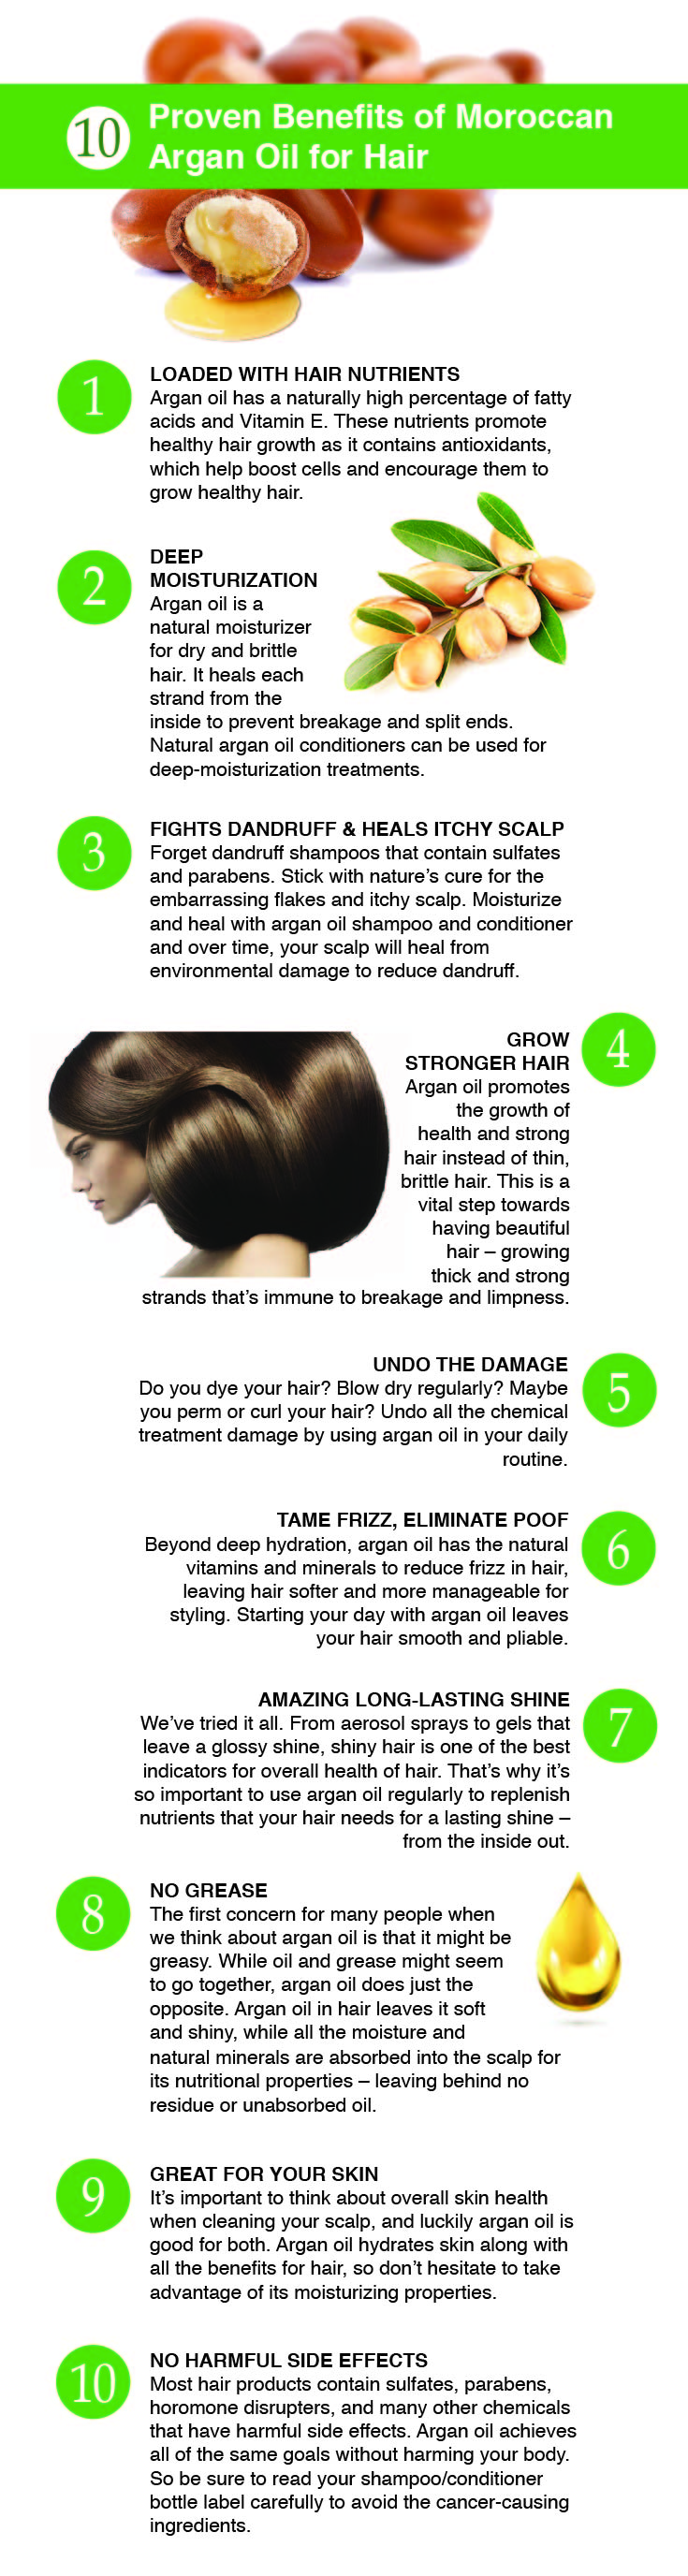 10
Proven Benefits of Moroccan
Argan Oil for Hair
1
LOADED WITH HAIR NUTRIENTS
Argan oil has a naturally high percentage of fatty
acids and Vitamin E. These nutrients promote
healthy hair growth as it contains antioxidants,
which help boost cells and encourage them to
grow healthy hair.
2
DEEP
MOISTURIZATION
Argan oil is a
natural moisturizer
for dry and brittle
hair. It heals each
strand from the
inside to prevent breakage and split ends.
Natural argan oil conditioners can be used for
deep-moisturization treatments.
3
FIGHTS DANDRUFF & HEALS ITCHY SCALP
Forget dandruff shampoos that contain sulfates
and parabens. Stick with nature’s cure for the
embarrassing flakes and itchy scalp. Moisturize
and heal with argan oil shampoo and conditioner
and over time, your scalp will heal from
environmental damage to reduce dandruff.
4
GROW
STRONGER HAIR
Argan oil promotes
the growth of
health and strong
hair instead of thin,
brittle hair. This is a
vital step towards
having beautiful
hair – growing
thick and strong
strands that’s immune to breakage and limpness.
5
UNDO THE DAMAGE
Do you dye your hair? Blow dry regularly? Maybe
you perm or curl your hair? Undo all the chemical
treatment damage by using argan oil in your daily
routine.
6
TAME FRIZZ, ELIMINATE POOF
Beyond deep hydration, argan oil has the natural
vitamins and minerals to reduce frizz in hair,
leaving hair softer and more manageable for
styling. Starting your day with argan oil leaves
your hair smooth and pliable.
7
AMAZING LONG-LASTING SHINE
We’ve tried it all. From aerosol sprays to gels that
leave a glossy shine, shiny hair is one of the best
indicators for overall health of hair. That’s why it’s
so important to use argan oil regularly to replenish
nutrients that your hair needs for a lasting shine –
from the inside out.
8
NO GREASE
The first concern for many people when
we think about argan oil is that it might be
greasy. While oil and grease might seem
to go together, argan oil does just the
opposite. Argan oil in hair leaves it soft
and shiny, while all the moisture and
natural minerals are absorbed into the scalp for
its nutritional properties – leaving behind no
residue or unabsorbed oil.
9
GREAT FOR YOUR SKIN
It’s important to think about overall skin health
when cleaning your scalp, and luckily argan oil is
good for both. Argan oil hydrates skin along with
all the benefits for hair, so don’t hesitate to take
advantage of its moisturizing properties.
10
NO HARMFUL SIDE EFFECTS
Most hair products contain sulfates, parabens,
horomone disrupters, and many other chemicals
that have harmful side effects. Argan oil achieves
all of the same goals without harming your body.
So be sure to read your shampoo/conditioner
bottle label carefully to avoid the cancer-causing
ingredients.